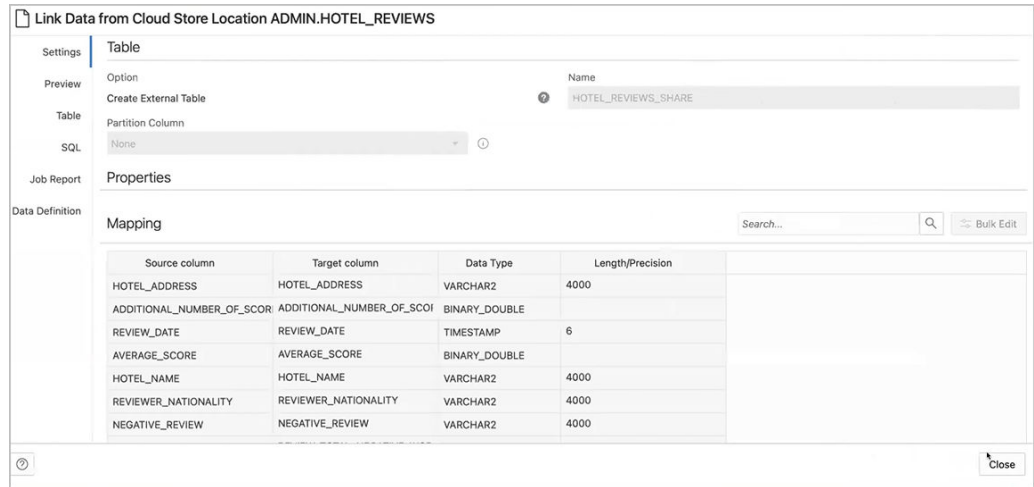 Link Data from Cloud Store Location ADMIN.HOTEL_REVIEWS
Settings
Preview
Table
SQL
Job Report
Data Definition
Table
Option
Name
Create External Table
HOTEL_REVIEWS_SHARE
Partition Column
None
Properties
Mapping
Search...
Bulk Edit
Source column Target column Data Type Length/Precision
HOTEL_ADDRESS HOTEL_ADDRESS VARCHAR2 4000
ADDITIONAL_NUMBER_OF_SCORI ADDITIONAL_NUMBER_OF_SCOI BINARY_DOUBLE
REVIEW_DATE REVIEW_DATE TIMESTAMP 6
AVERAGE_SCORE AVERAGE_SCORE BINARY_DOUBLE
HOTEL_NAME HOTEL_NAME VARCHAR2 4000
REVIEWER_NATIONALITY REVIEWER_NATIONALITY VARCHAR2 4000
NEGATIVE_REVIEW NEGATIVE_REVIEW VARCHAR2 4000
Close